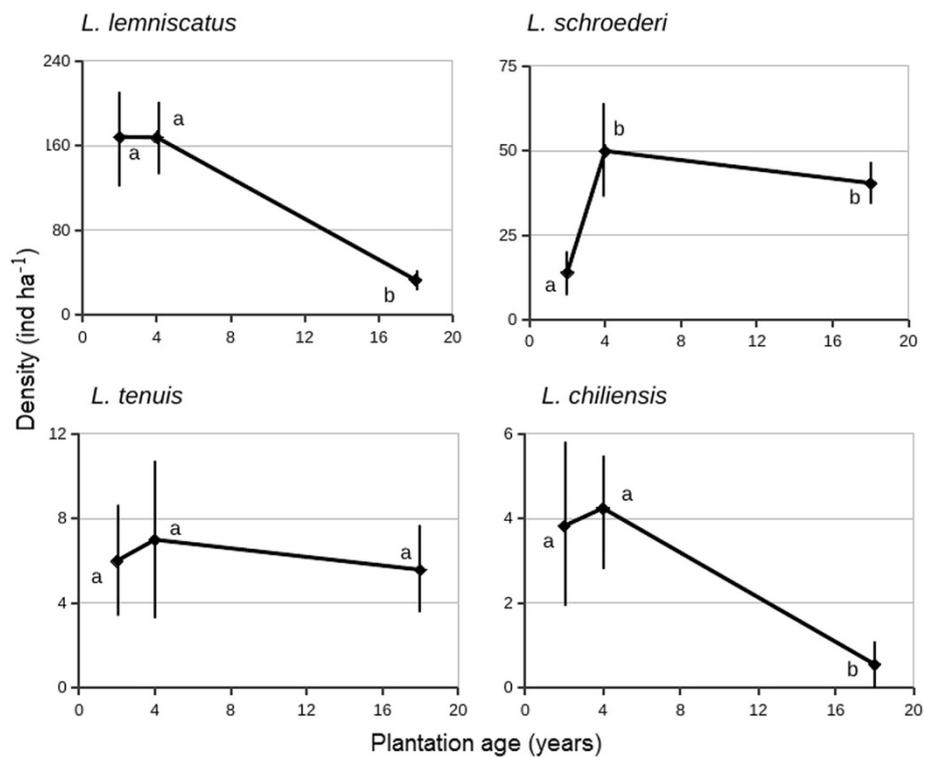 L. lemniscatus
240
160
80
0
a
a
b
0 4 8 12 16 20
L. schroederi
75
50
25
0
a
b
b
0 4 8 12 16 20
Density (ind ha-1)
L. tenuis
12
8
4
0
a
a
a
0 4 8 12 16 20
L. chiliensis
6
4
2
0
a
a
b
0 4 8 12 16 20
Plantation age (years)